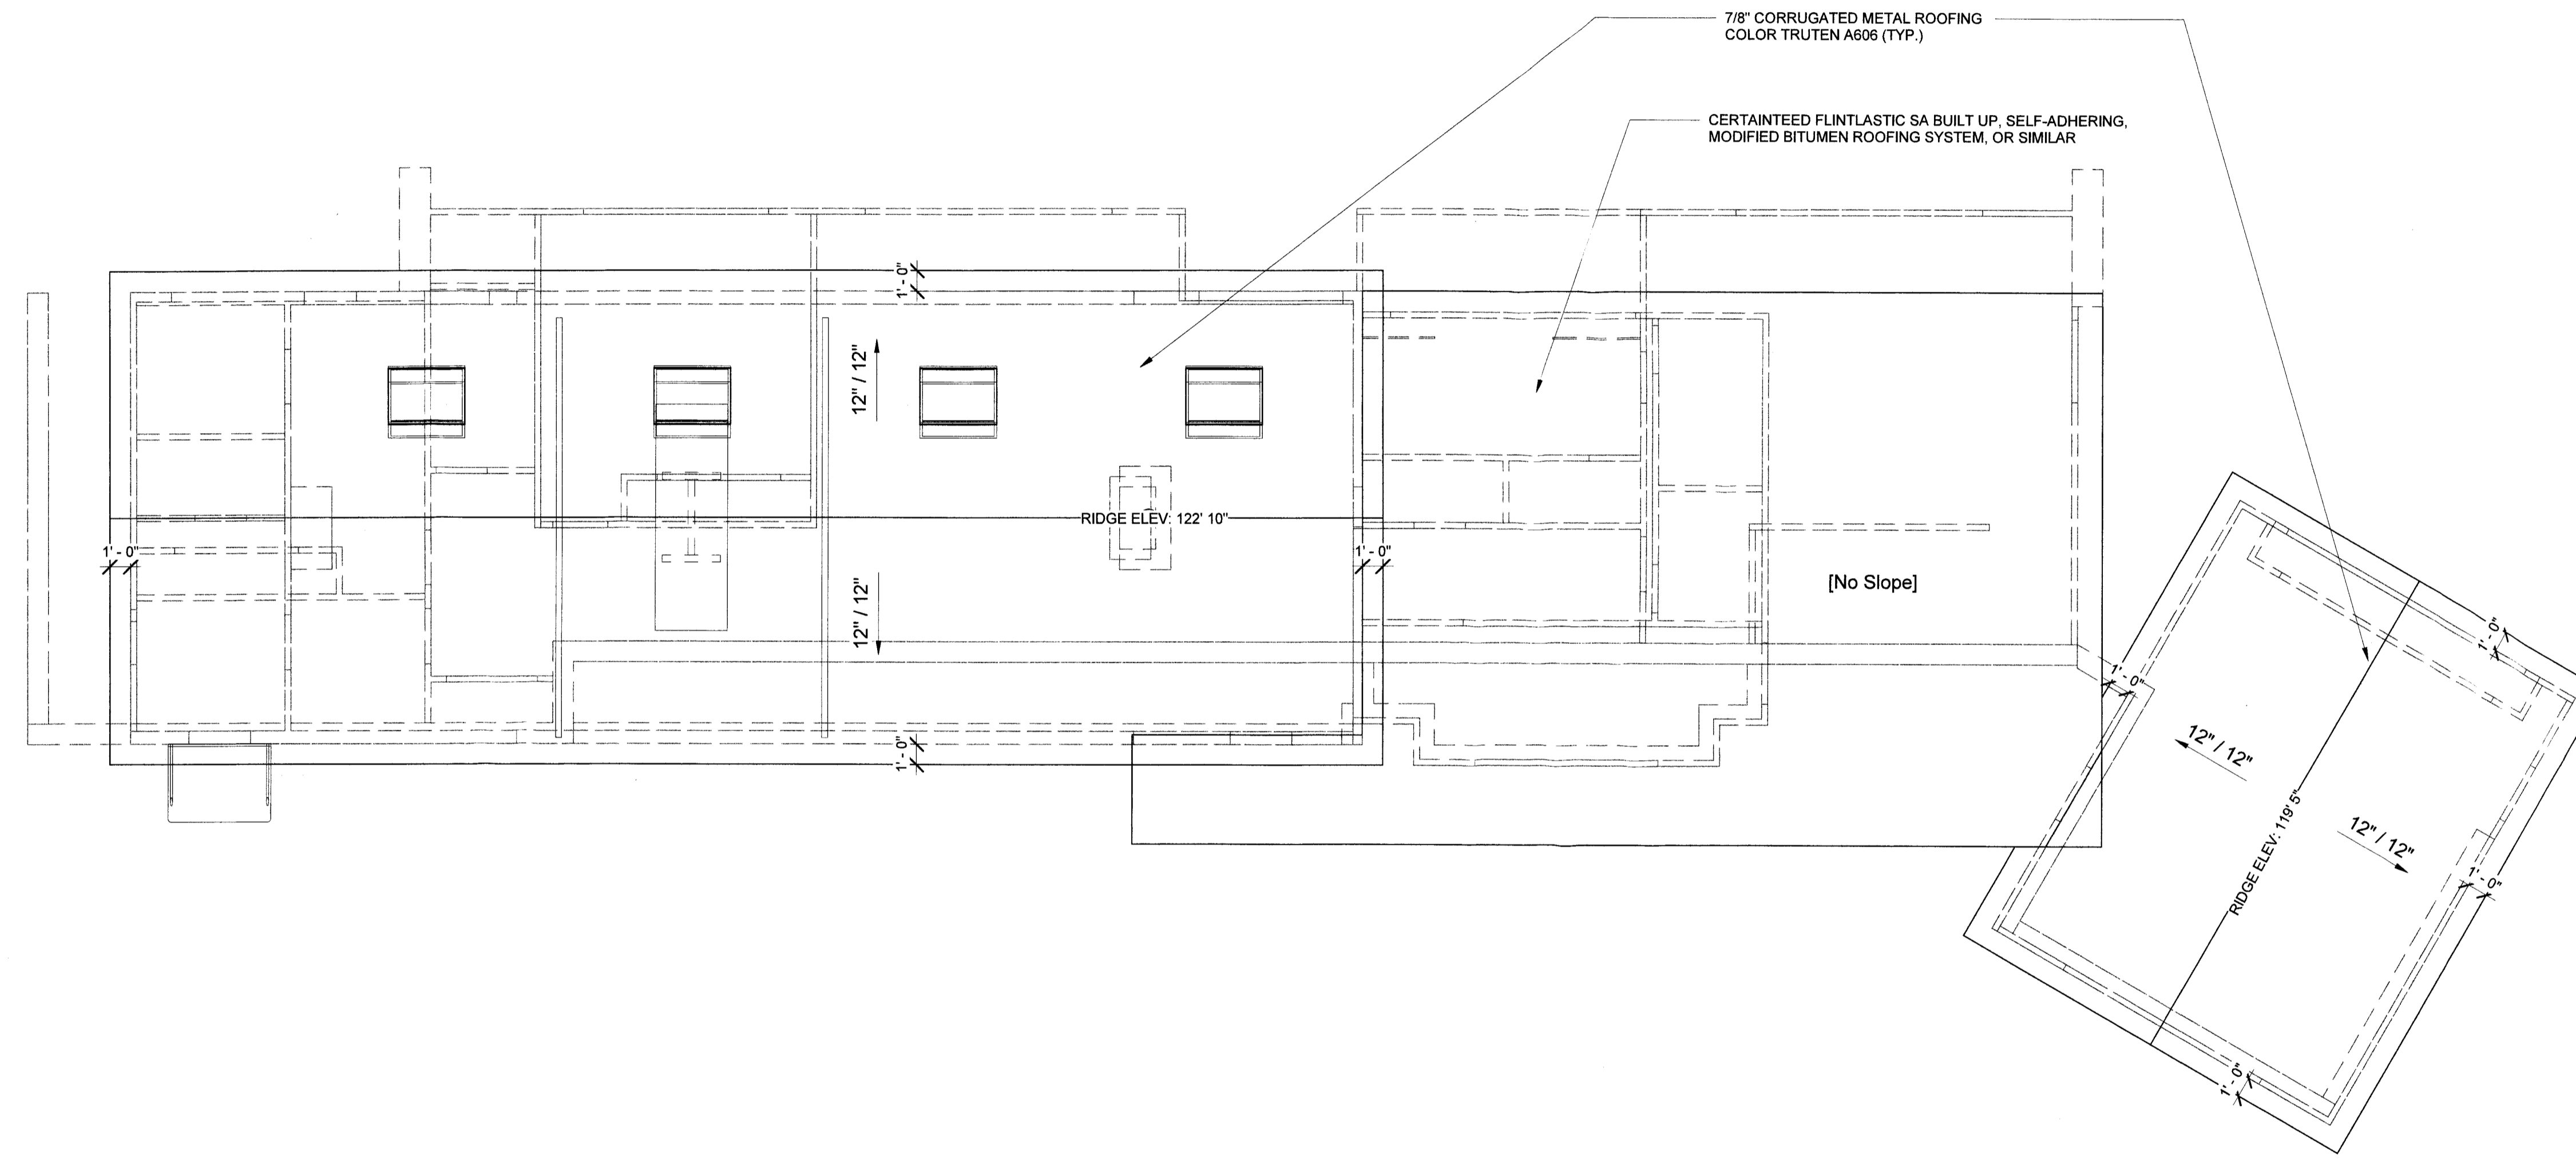 7/8" CORRUGATED METAL ROOFING
COLOR TRUTEN A606 (TYP.)
CERTAINTEED FLINTLASTIC SA BUILT UP, SELF-ADHERING,
MODIFIED BITUMEN ROOFING SYSTEM, OR SIMILAR
1' - 0"
12" / 12"
RIDGE ELEV: 122' 10"
1' - 0"
1' - 0"
12" / 12"
[No Slope]
1' - 0"
1' - 0"
1' - 0"
12" / 12"
RIDGE ELEV: 119' 5"
12" / 12"
1' - 0"
1' - 0"